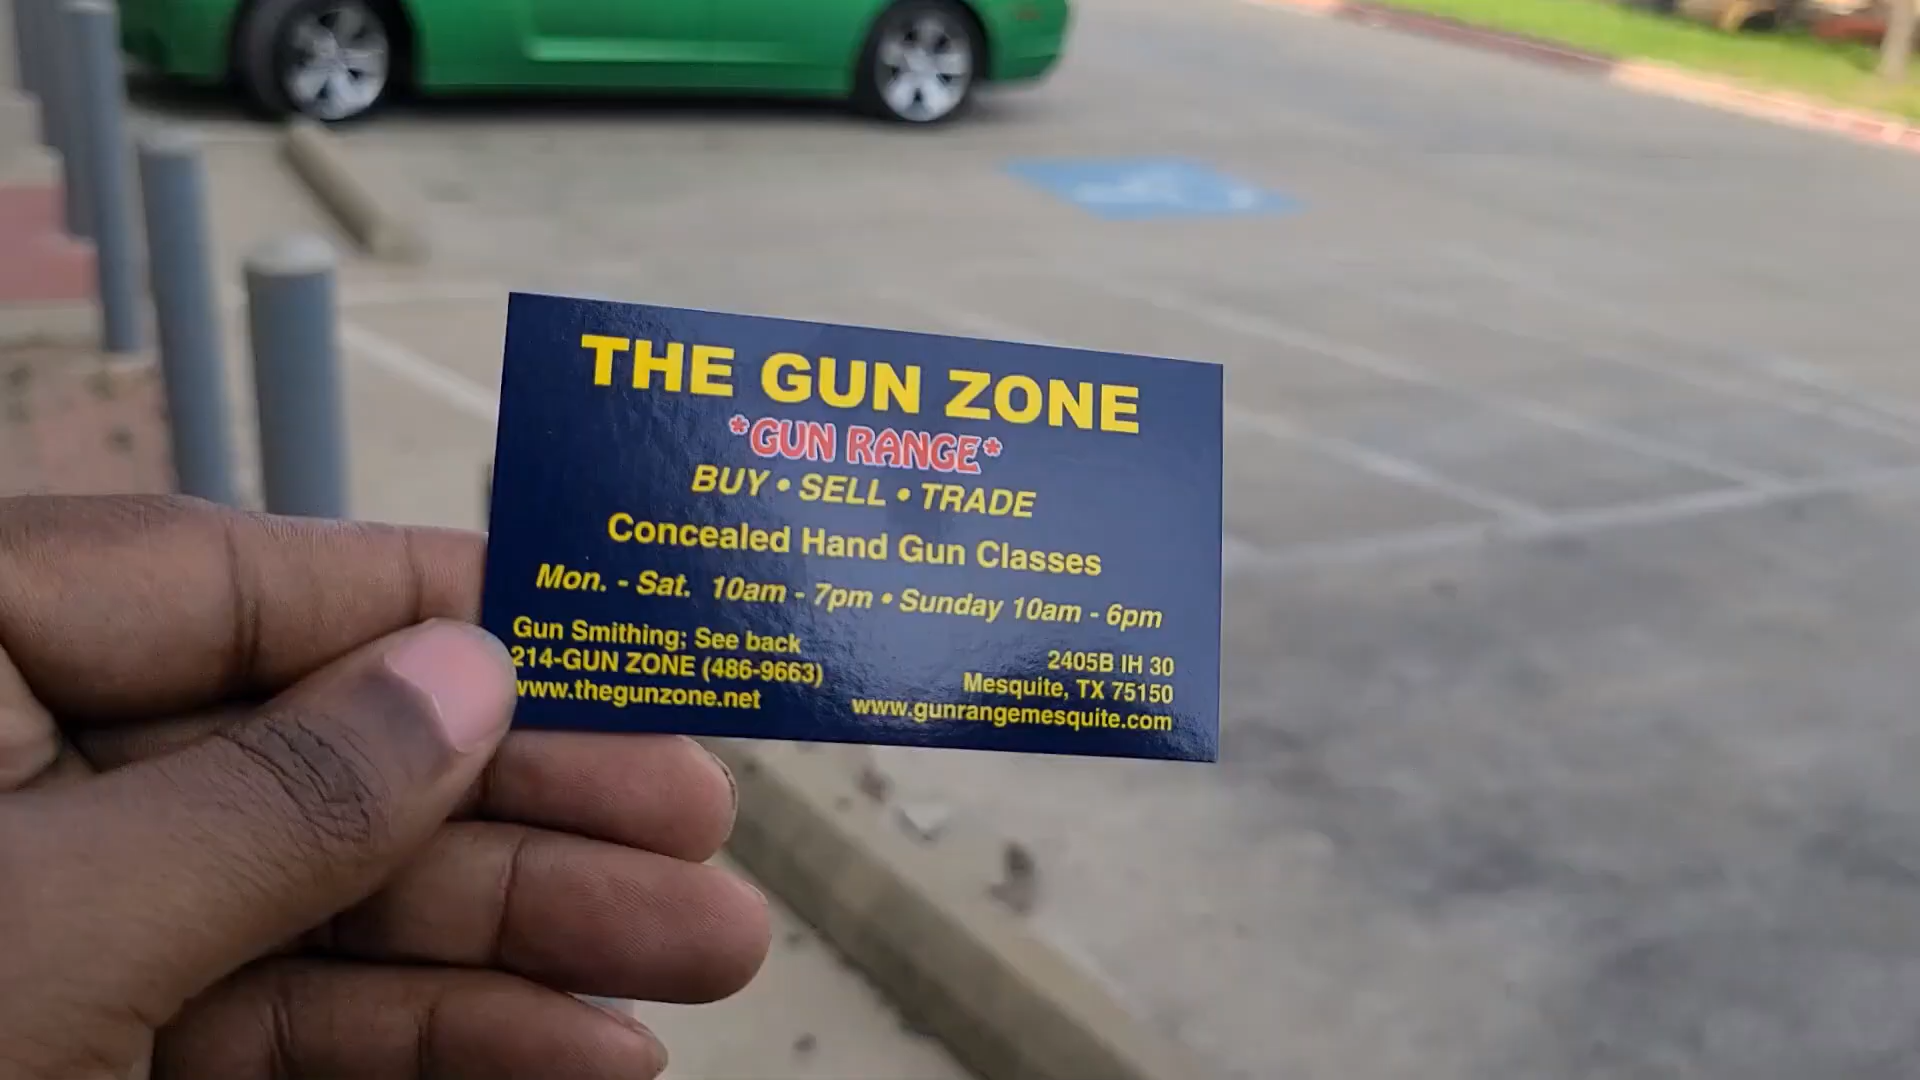 THE GUN ZONE
*GUN RANGE*
BUY • SELL • TRADE
Concealed Hand Gun Classes
Mon. - Sat. 10am - 7pm • Sunday 10am - 6pm
Gun Smithing; See back
214-GUN ZONE (486-9663)
www.thegunzone.net
2405B IH 30
Mesquite, TX 75150
www.gunrangemesquite.com